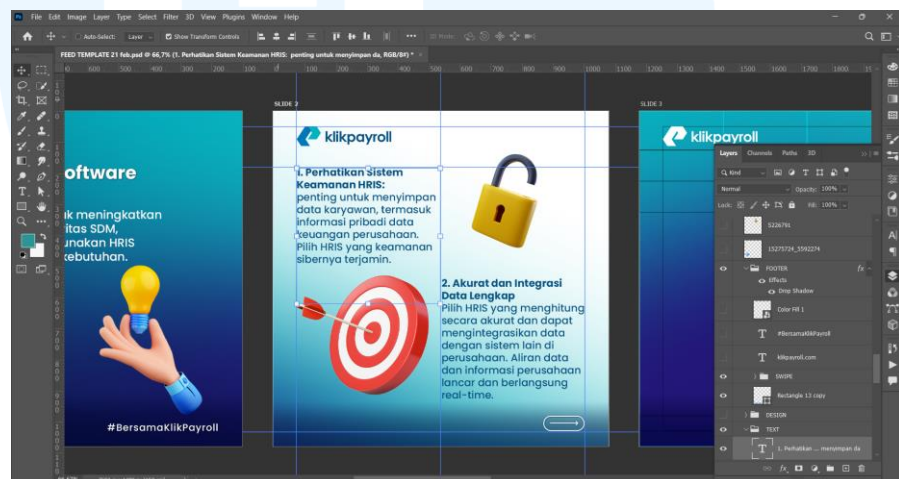 File Edit Image Layer Type Select Filter 3D View Plugins Window Help
Auto-Select: Layer Show Transform Controls
3D Mode:
FEED TEMPLATE 21 feb.psd @ 66,7% (1. Perhatikan Sistem Keamanan HRIS: penting untuk menyimpan da, RGB/8#) *
SLIDE 2
SLIDE 3
oftware
k meningkatkan
itas SDM,
unakan HRIS
kebutuhan.
#BersamaKlikPayroll
klikpayroll
1. Perhatikan Sistem
Keamanan HRIS:
penting untuk menyimpan
data karyawan, termasuk
informasi pribadi data
keuangan perusahaan.
Pilih HRIS yang keamanan
sibernya terjamin.
2. Akurat dan Integrasi
Data Lengkap
Pilih HRIS yang menghitung
secara akurat dan dapat
mengintegrasikan data
dengan sistem lain di
perusahaan. Aliran data
dan informasi perusahaan
lancar dan berlangsung
real-time.
klikpayroll
Layers Channels Paths 3D
Kind
Normal Opacity: 100%
Lock: Fill: 100%
5226791
15275724_5592274
FOOTER fx
Effects
Drop Shadow
Color Fill 1
#BersamaKlikPayroll
klikpayroll.com
SWIPE
Rectangle 13 copy
DESIGN
TEXT
1. Perhatikan ... menyimpan da